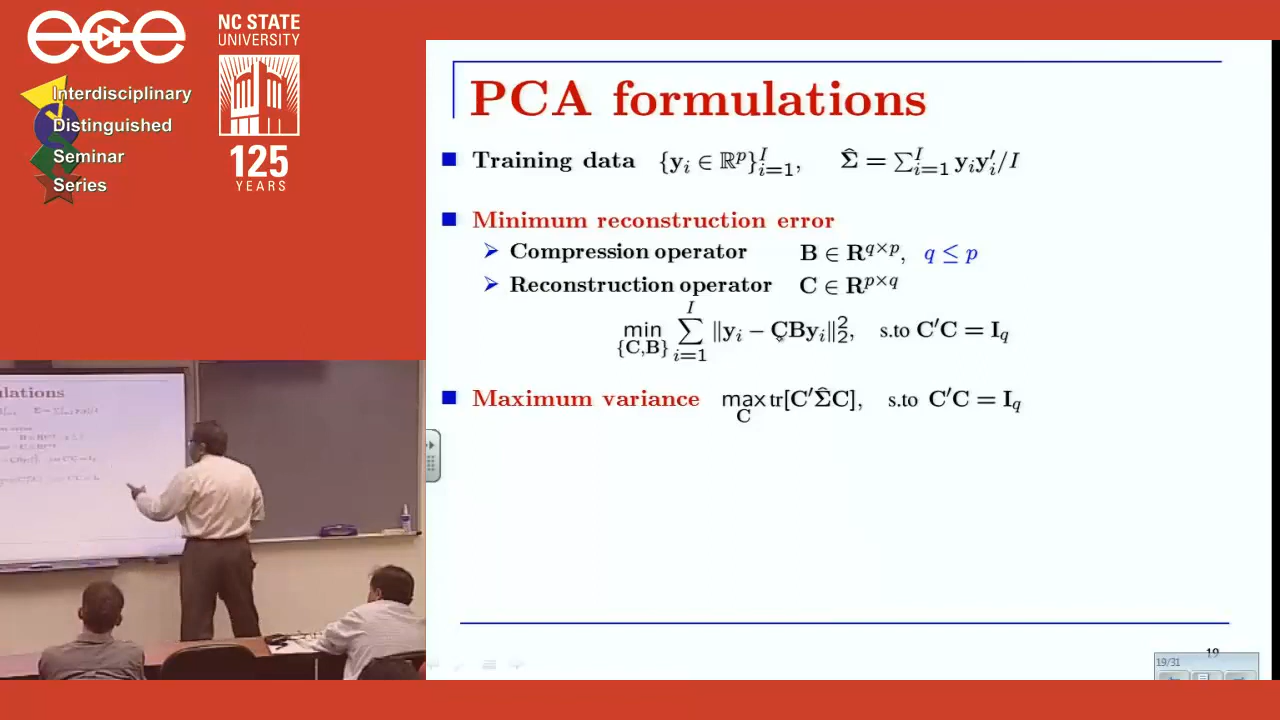 ece
NC STATE
UNIVERSITY
Interdisciplinary
Distinguished
Seminar
Series
125
YEARS
PCA formulations
Training data {y_i ∈ ℝ^p}_{i=1}^I, Σ̂ = ∑_{i=1}^I y_i y_i′/I
Minimum reconstruction error
Compression operator B ∈ R^{q×p}, q ≤ p
Reconstruction operator C ∈ R^{p×q}
min_{{C,B}} ∑_{i=1}^I ‖y_i − CBy_i‖_2^2, s.to C′C = I_q
Maximum variance max_C tr[C′Σ̂C], s.to C′C = I_q
19
19/31
lations